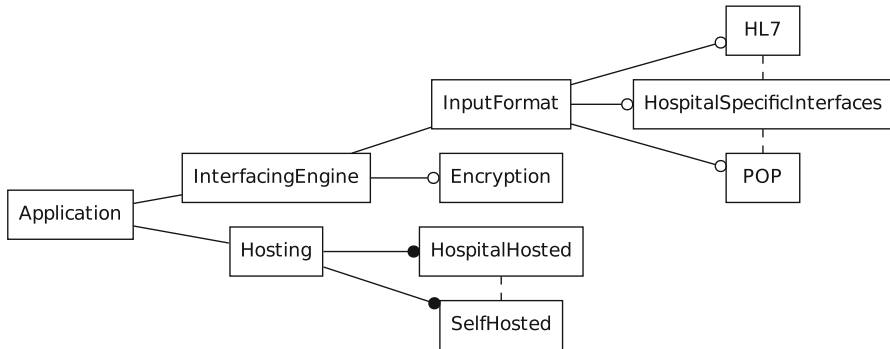 HL7
InputFormat
HospitalSpecificInterfaces
InterfacingEngine
Encryption
POP
Application
Hosting
HospitalHosted
SelfHosted